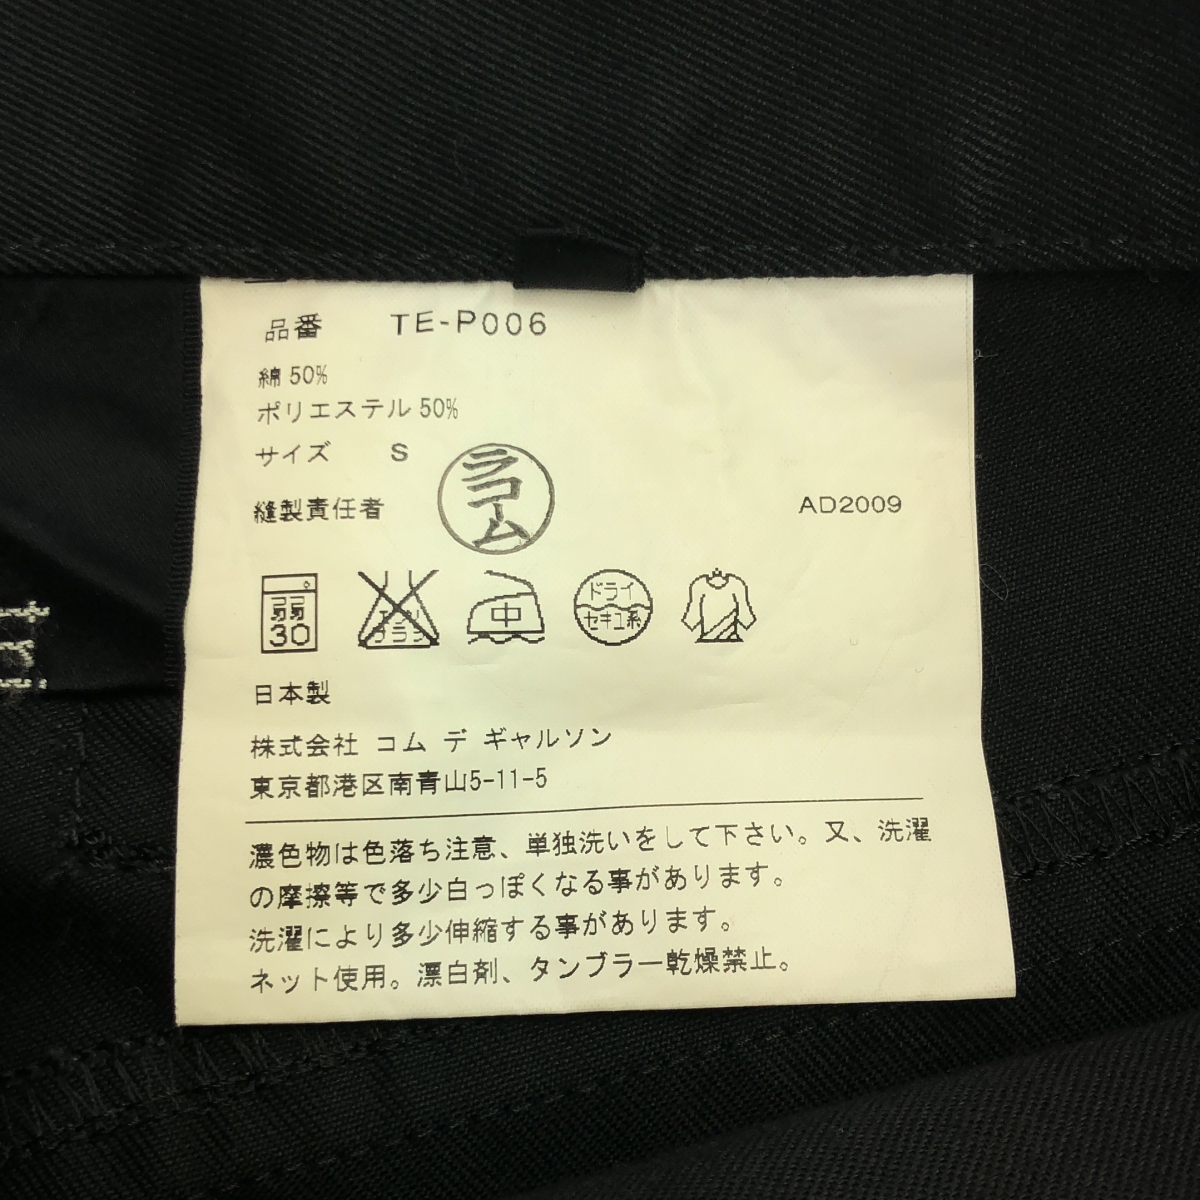 品番 TE-P006
綿 50%
ポリエステル 50%
サイズ S
ラコーム
縫製責任者 AD2009
弱
30
エンソ
フラシ
中
ドライ
セキユ系
日本製
株式会社 コム デ ギャルソン
東京都港区南青山5-11-5
濃色物は色落ち注意、単独洗いをして下さい。又、洗濯
の摩擦等で多少白っぽくなる事があります。
洗濯により多少伸縮する事があります。
ネット使用。漂白剤、タンブラー乾燥禁止。